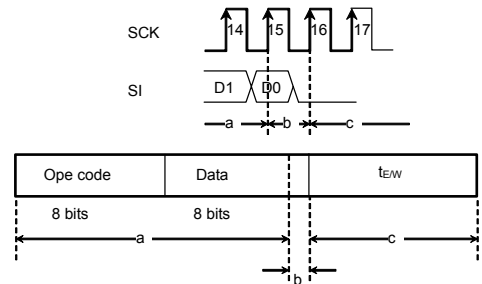 SCK 14 15 16 17
SI D1 D0
a b c
Ope code Data tE/W
8 bits 8 bits
a c
b